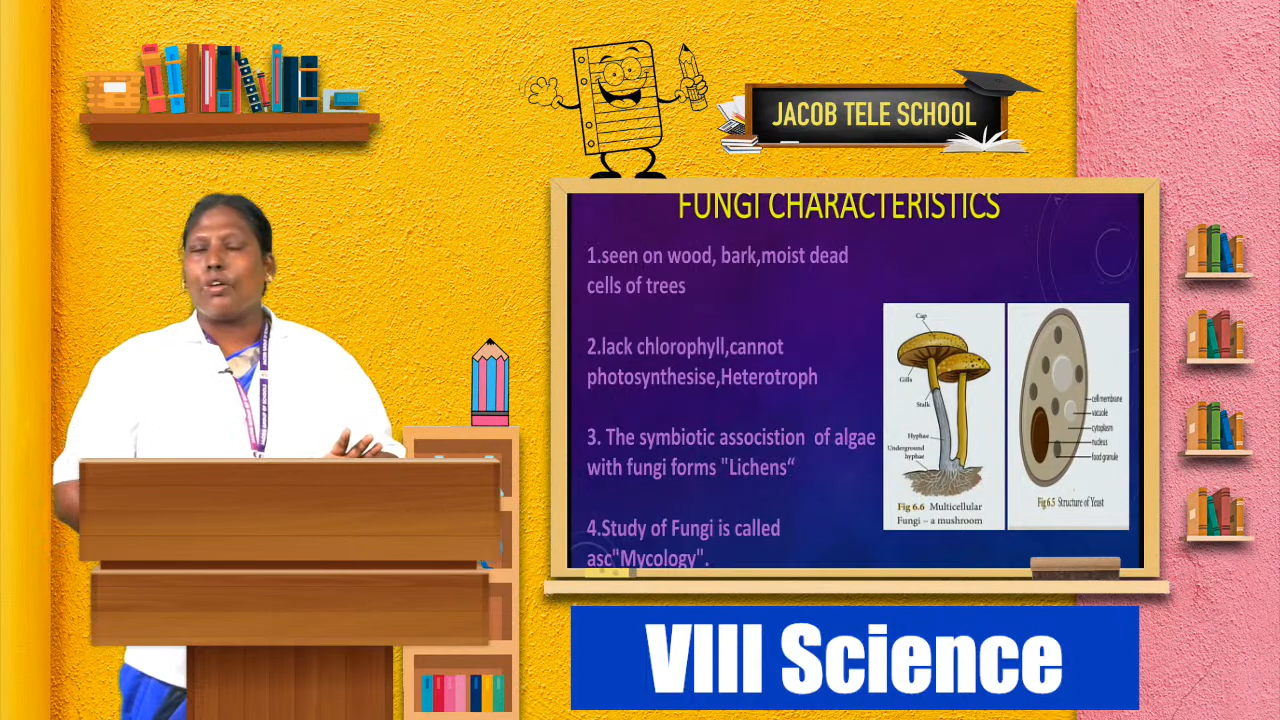 JACOB TELE SCHOOL
FUNGI CHARACTERISTICS
1.seen on wood, bark,moist dead
cells of trees
2.lack chlorophyll,cannot
photosynthesise,Heterotroph
3. The symbiotic associstion of algae
with fungi forms "Lichens“
4.Study of Fungi is called
asc"Mycology".
Cap
Gills
Stalk
Hyphae
Underground
hyphae
Fig 6.6 Multicellular
Fungi – a mushroom
cell membrane
vacuole
cytoplasm
nucleus
food granule
Fig 6.5 Structure of Yeast
VIII Science